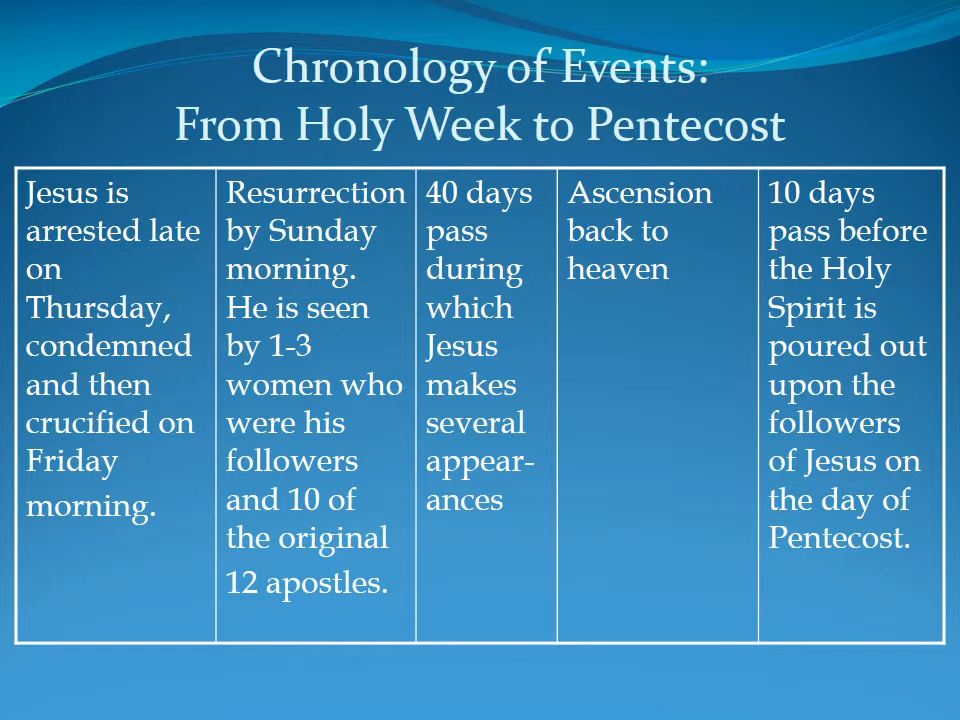 Chronology of Events:
From Holy Week to Pentecost
Jesus is
arrested late
on
Thursday,
condemned
and then
crucified on
Friday
morning.
Resurrection
by Sunday
morning.
He is seen
by 1-3
women who
were his
followers
and 10 of
the original
12 apostles.
40 days
pass
during
which
Jesus
makes
several
appear-
ances
Ascension
back to
heaven
10 days
pass before
the Holy
Spirit is
poured out
upon the
followers
of Jesus on
the day of
Pentecost.